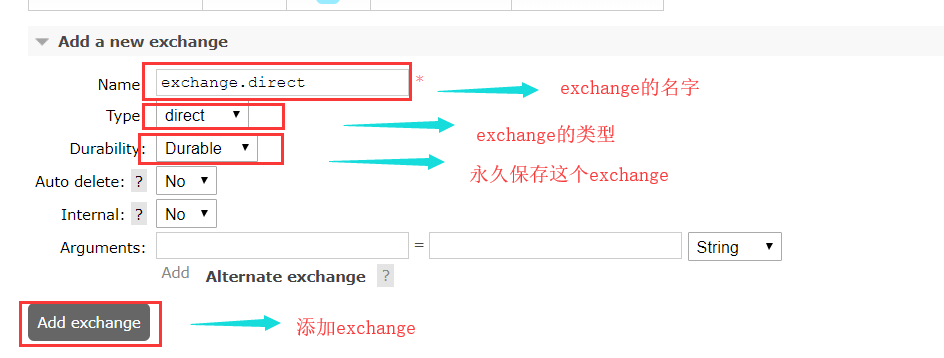 Add a new exchange
Name: exchange.direct * exchange的名字
Type: direct exchange的类型
Durability: Durable 永久保存这个exchange
Auto delete: ? No
Internal: ? No
Arguments: = String
Add Alternate exchange ?
Add exchange 添加exchange